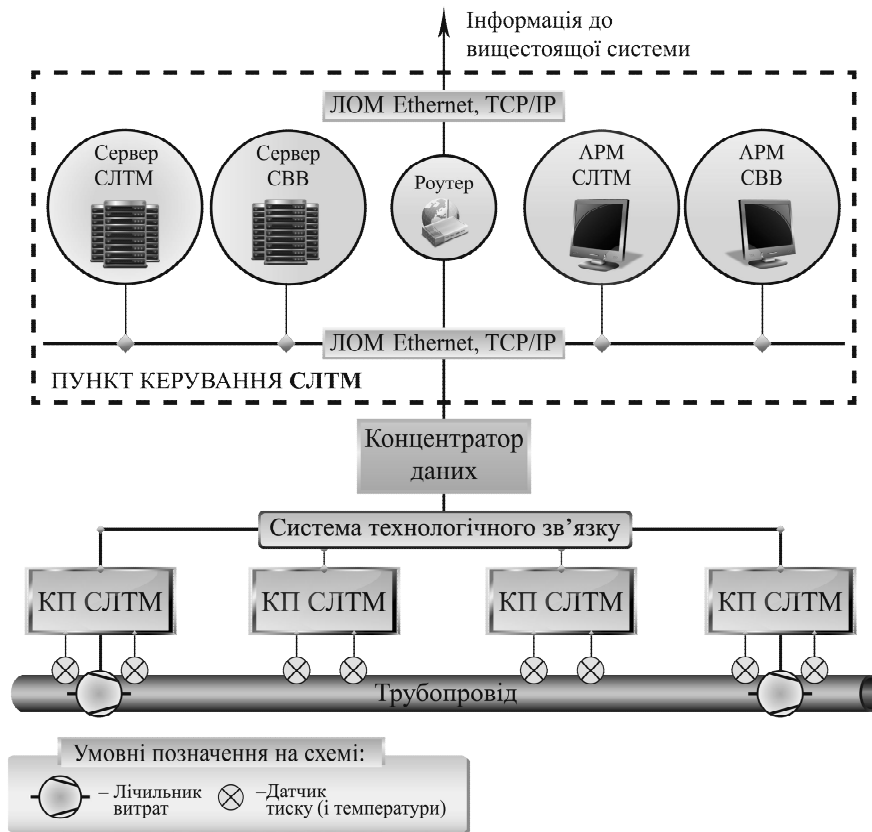 Інформація до
вищестоящої системи
ЛОМ Ethernet, TCP/IP
Сервер
СЛТМ
Сервер
СВВ
Роутер
АРМ
СЛТМ
АРМ
СВВ
ЛОМ Ethernet, TCP/IP
ПУНКТ КЕРУВАННЯ СЛТМ
Концентратор
даних
Система технологічного зв’язку
КП СЛТМ
КП СЛТМ
КП СЛТМ
КП СЛТМ
Трубопровід
Умовні позначення на схемі:
– Лічильник
витрат
–Датчик
тиску (і температури)